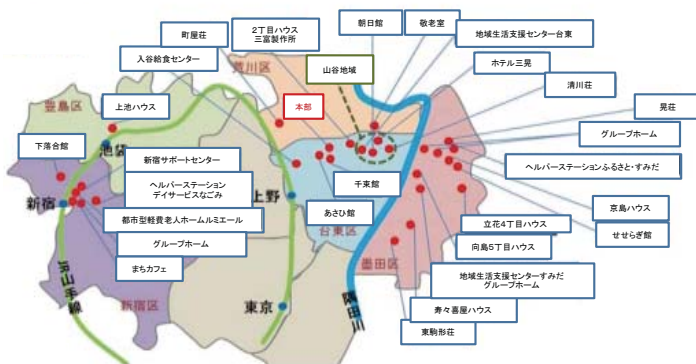 町屋荘
2丁目ハウス
三富製作所
朝日館
敬老室
地域生活支援センター台東
入谷給食センター
荒川区
山谷地域
ホテル三晃
清川荘
豊島区
上池ハウス
本部
晃荘
グループホーム
下落合館
池袋
新宿サポートセンター
ヘルパーステーションふるさと・すみだ
ヘルパーステーション
デイサービスなごみ
上野
千束館
京島ハウス
新宿
都市型軽費老人ホームルミエール
あさひ館
台東区
立花4丁目ハウス
せせらぎ館
グループホーム
向島5丁目ハウス
まちカフェ
墨田区
地域生活支援センターすみだ
グループホーム
JR山手線
新宿区
東京
隅田川
寿々喜屋ハウス
東駒形荘